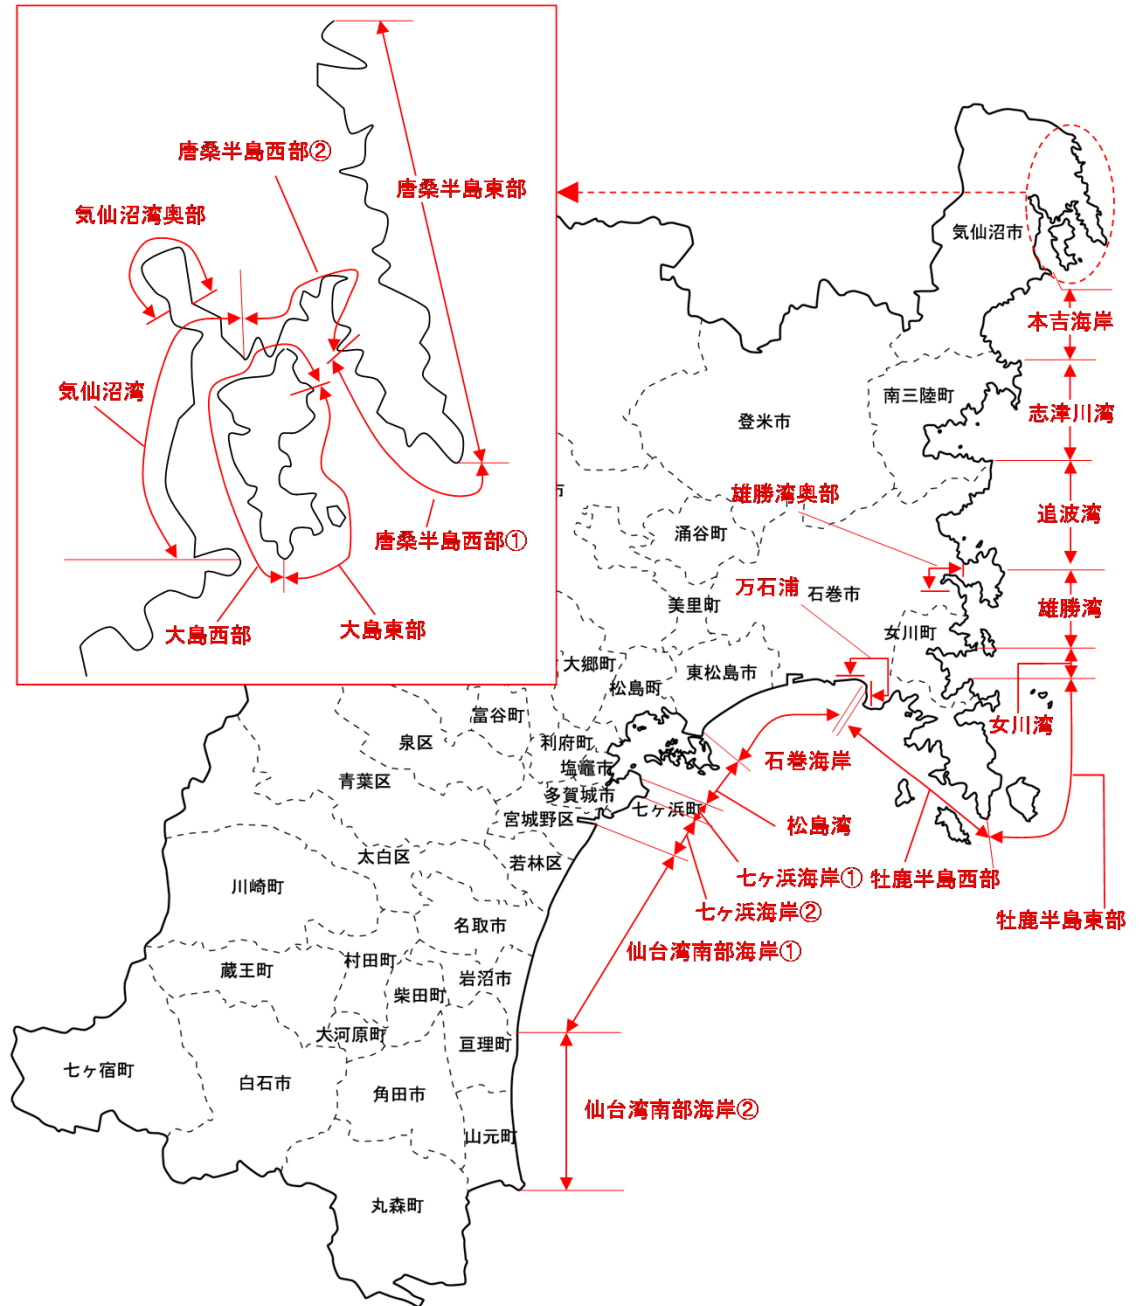 唐桑半島西部②
唐桑半島東部
気仙沼湾奥部
気仙沼湾
唐桑半島西部①
大島西部
大島東部
気仙沼市
本吉海岸
南三陸町
志津川湾
登米市
雄勝湾奥部
市
追波湾
涌谷町
万石浦
石巻市
美里町
雄勝湾
女川町
大郷町
東松島市
松島町
富谷町
女川湾
泉区
利府町
石巻海岸
塩竈市
青葉区
多賀城市
七ヶ浜町
宮城野区
松島湾
太白区
若林区
七ヶ浜海岸①
牡鹿半島西部
川崎町
七ヶ浜海岸②
牡鹿半島東部
名取市
仙台湾南部海岸①
村田町
蔵王町
岩沼市
柴田町
大河原町
亘理町
七ヶ宿町
白石市
角田市
仙台湾南部海岸②
山元町
丸森町